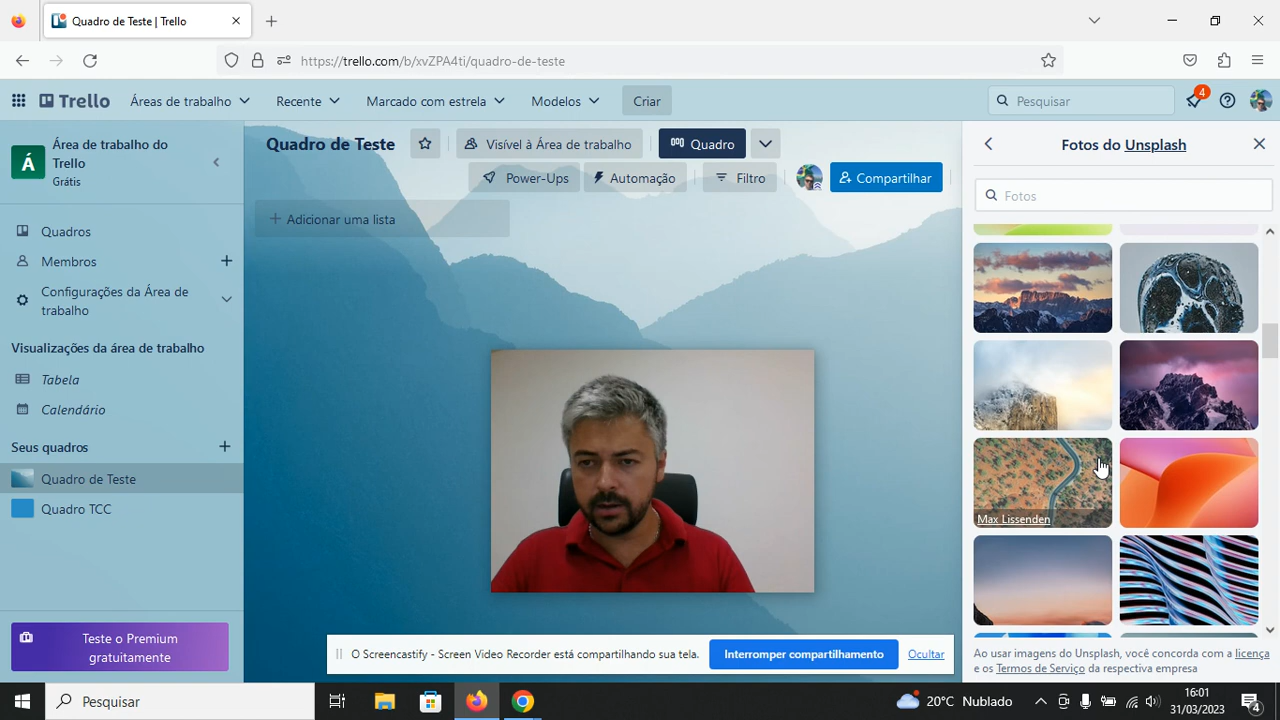 Quadro de Teste | Trello
https://trello.com/b/xvZPA4ti/quadro-de-teste
Trello
Áreas de trabalho
Recente
Marcado com estrela
Modelos
Criar
Pesquisar
4
Á
Área de trabalho do
Trello
Grátis
Quadros
Membros
Configurações da Área de
trabalho
Visualizações da área de trabalho
Tabela
Calendário
Seus quadros
Quadro de Teste
Quadro TCC
Teste o Premium
gratuitamente
Quadro de Teste
Visível à Área de trabalho
Quadro
Power-Ups
Automação
Filtro
Compartilhar
Adicionar uma lista
Fotos do Unsplash
Fotos
Max Lissenden
Ao usar imagens do Unsplash, você concorda com a licença
e os Termos de Serviço da respectiva empresa
O Screencastify - Screen Video Recorder está compartilhando sua tela.
Interromper compartilhamento
Ocultar
Pesquisar
20°C Nublado
16:01
31/03/2023
4